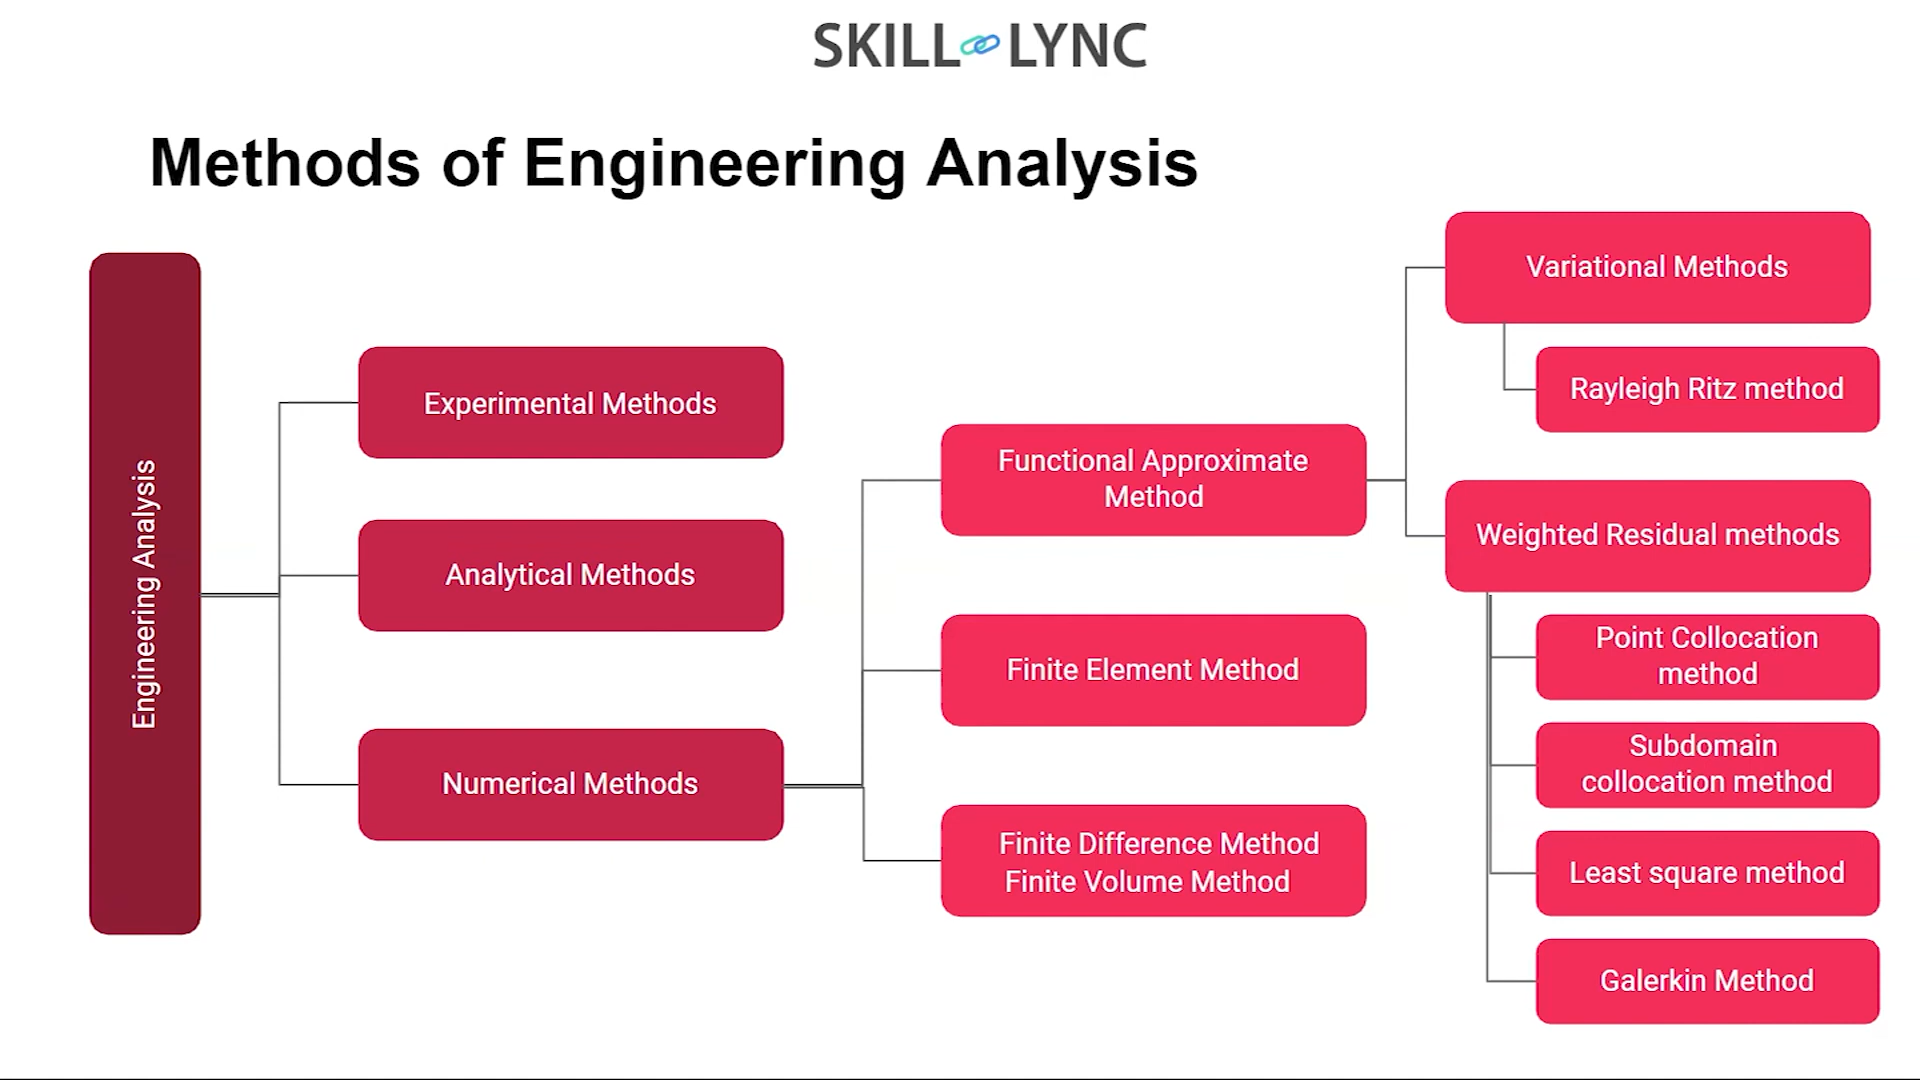 SKILL LYNC
Methods of Engineering Analysis
Engineering Analysis
Experimental Methods
Analytical Methods
Numerical Methods
Functional Approximate
Method
Finite Element Method
Finite Difference Method
Finite Volume Method
Variational Methods
Rayleigh Ritz method
Weighted Residual methods
Point Collocation
method
Subdomain
collocation method
Least square method
Galerkin Method